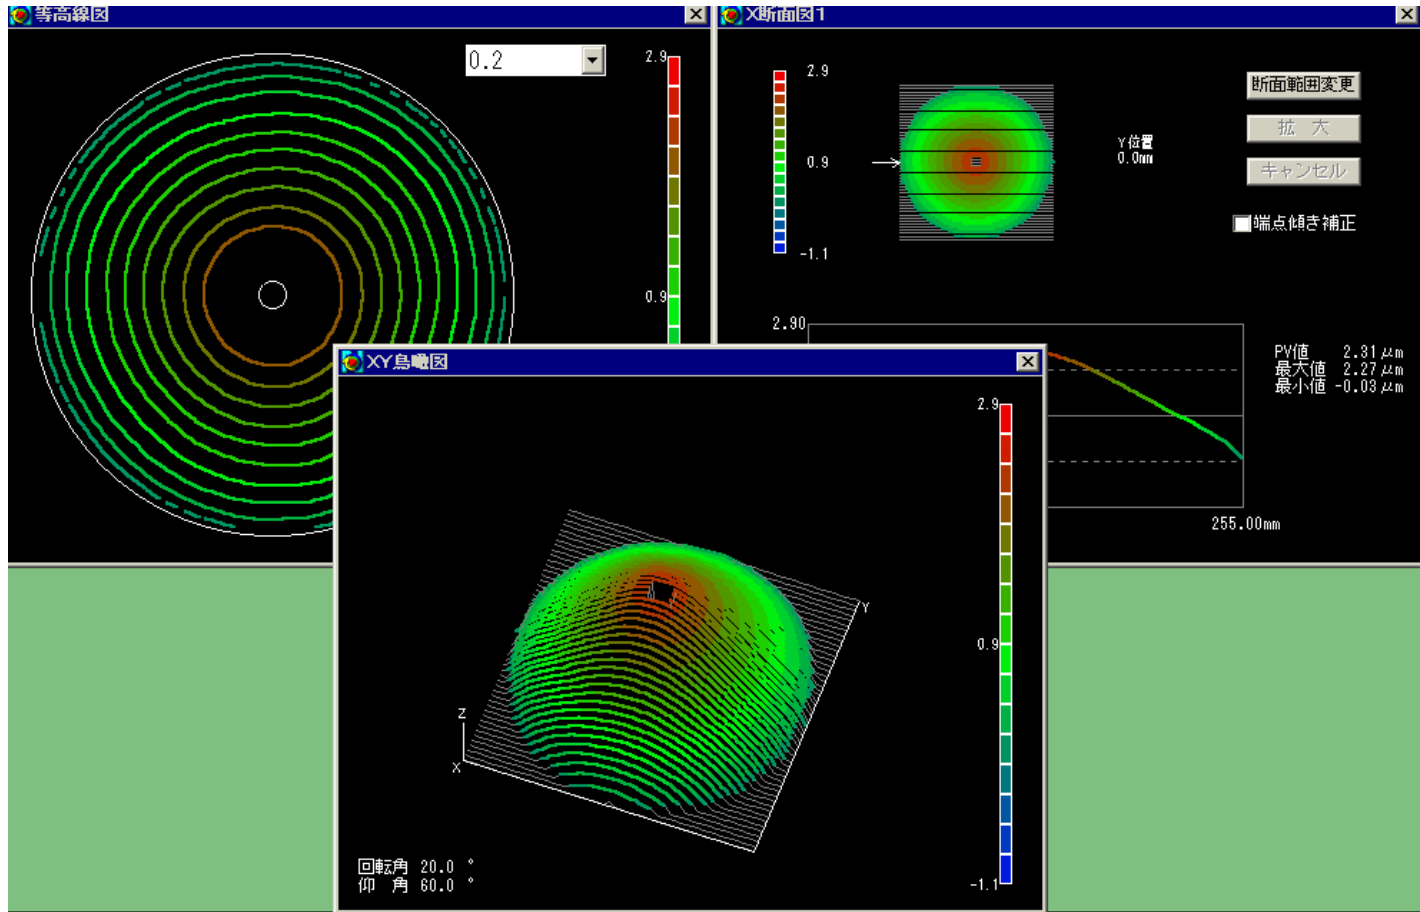 等高線図
0.2
2.9
0.9
X断面図1
2.9
0.9
-1.1
Y位置
0.0mm
断面範囲変更
拡 大
キャンセル
端点傾き補正
2.90
255.00mm
PV値 2.31μm
最大値 2.27μm
最小値 -0.03μm
XY鳥瞰図
2.9
0.9
-1.1
Z
X
Y
回転角 20.0 °
仰 角 60.0 °